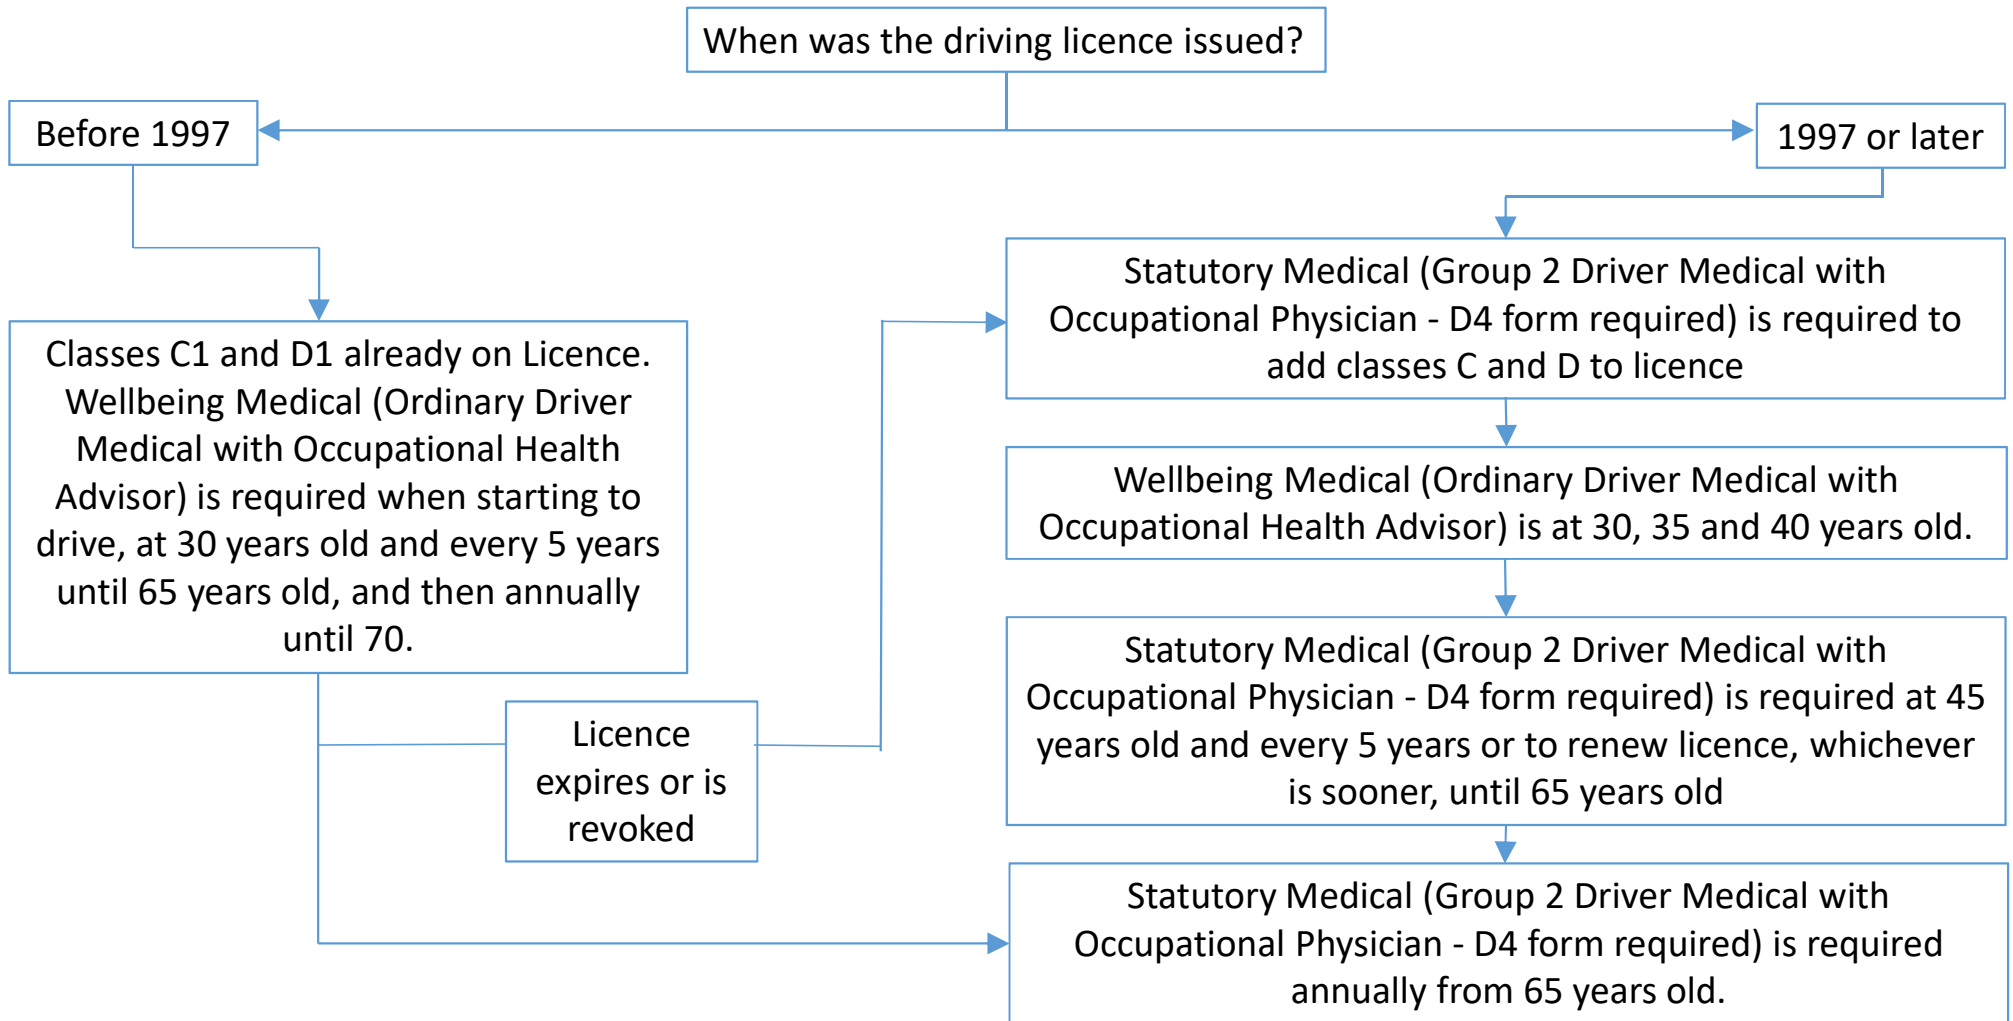 When was the driving licence issued?
Before 1997
1997 or later
Classes C1 and D1 already on Licence.
Wellbeing Medical (Ordinary Driver
Medical with Occupational Health
Advisor) is required when starting to
drive, at 30 years old and every 5 years
until 65 years old, and then annually
until 70.
Licence
expires or is
revoked
Statutory Medical (Group 2 Driver Medical with
Occupational Physician - D4 form required) is required to
add classes C and D to licence
Wellbeing Medical (Ordinary Driver Medical with
Occupational Health Advisor) is at 30, 35 and 40 years old.
Statutory Medical (Group 2 Driver Medical with
Occupational Physician - D4 form required) is required at 45
years old and every 5 years or to renew licence, whichever
is sooner, until 65 years old
Statutory Medical (Group 2 Driver Medical with
Occupational Physician - D4 form required) is required
annually from 65 years old.